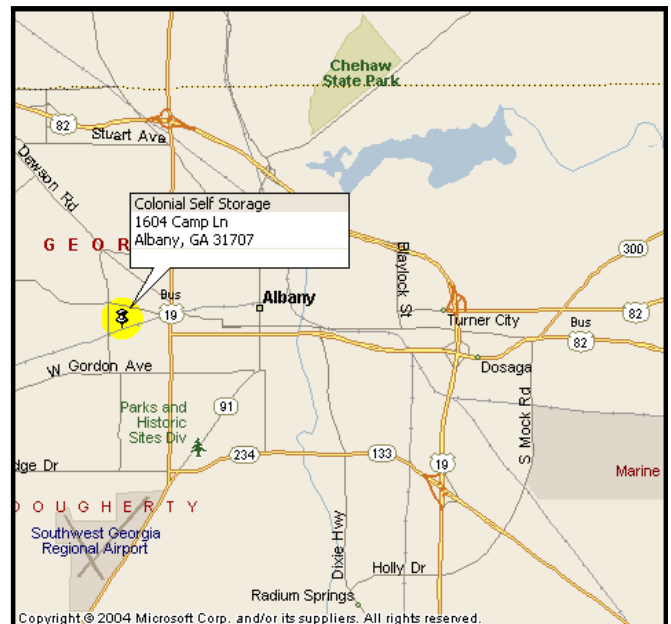 Chehaw
State Park
82
Stuart Ava
Dawson Rd
Colonial Self Storage
1604 Camp Ln
Albany, GA 31707
G E O R
Blaylock St
300
Bus
19
Albany
Turner City
82
Bus
82
W Gordon Ave
Dosaga
Parks and
Historic
Sites Div
91
S Mock Rd
dge Dr
234
133
19
Marine
D O U G H E R T Y
Southwest Georgia
Regional Airport
Dixie Hwy
Holly Dr
Radium Springs
Copyright © 2004 Microsoft Corp. and/or its suppliers. All rights reserved.